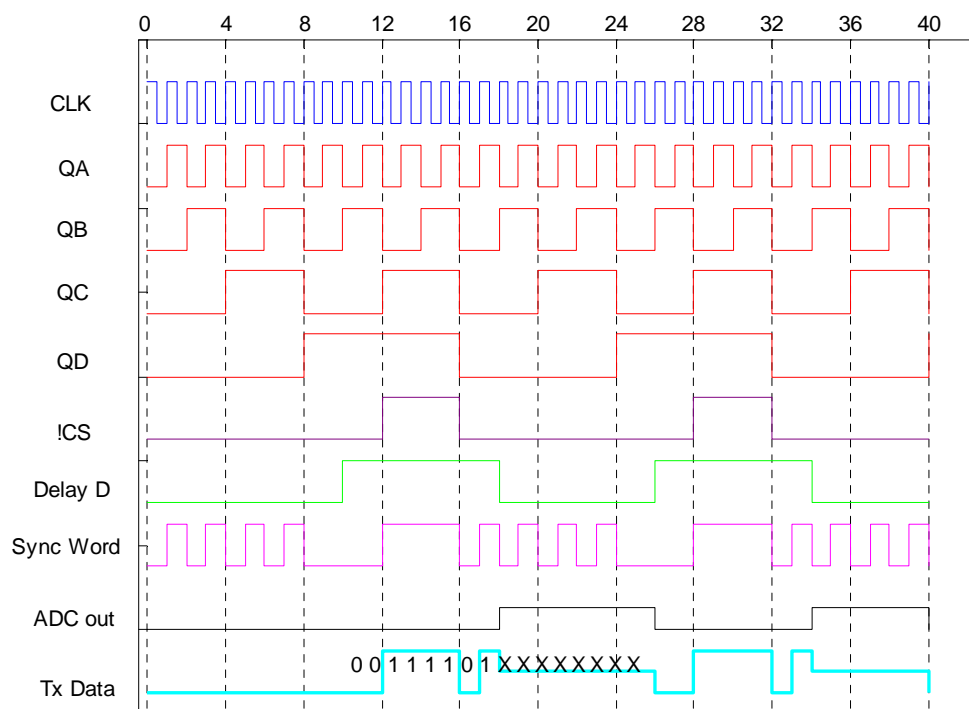 0 4 8 12 16 20 24 28 32 36 40
CLK
QA
QB
QC
QD
!CS
Delay D
Sync Word
ADC out
0 0 1 1 1 1 0 1 X X X X X X X X
Tx Data